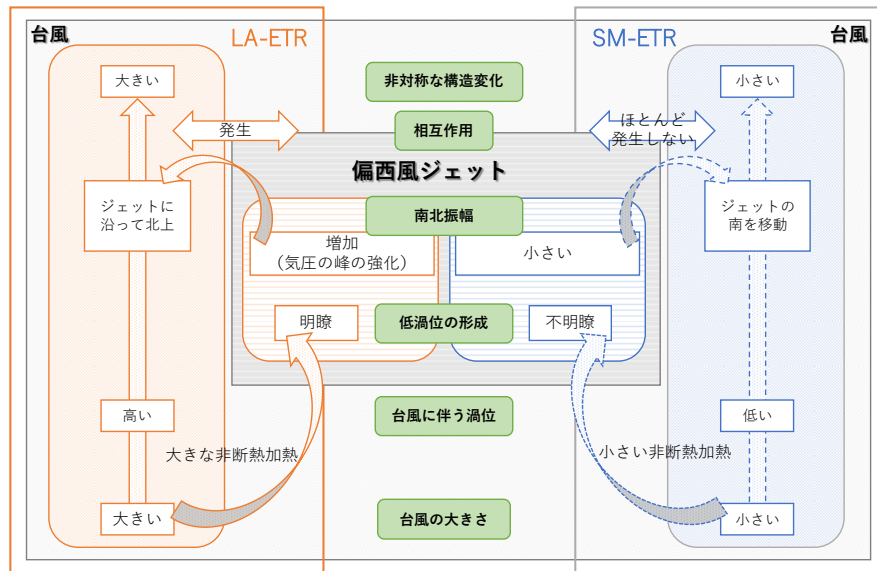 台風
LA-ETR
SM-ETR
台風
大きい
非対称な構造変化
小さい
発生
相互作用
ほとんど
発生しない
偏西風ジェット
ジェットに
沿って北上
南北振幅
ジェットの
南を移動
増加
（気圧の峰の強化）
小さい
明瞭
低渦位の形成
不明瞭
高い
台風に伴う渦位
低い
大きな非断熱加熱
小さい非断熱加熱
大きい
台風の大きさ
小さい